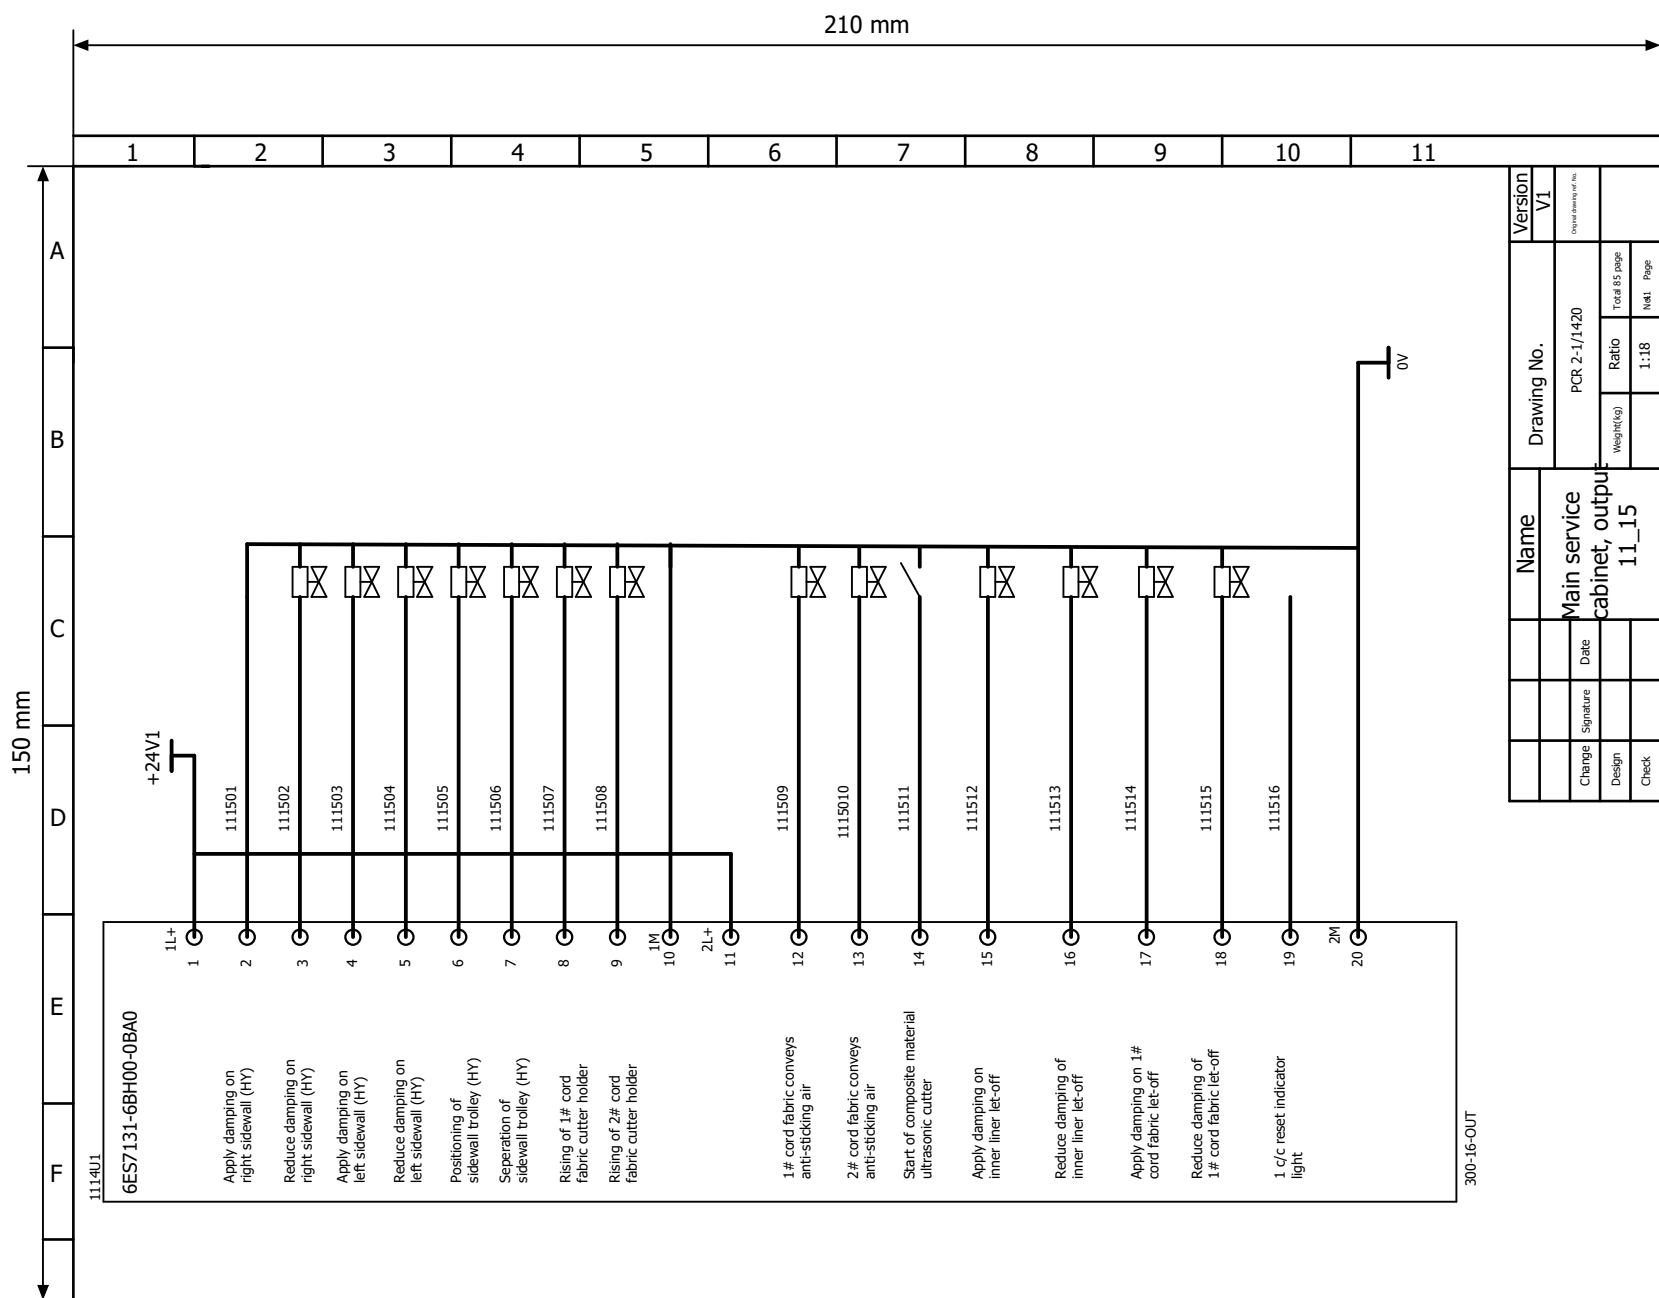 210 mm
1 2 3 4 5 6 7 8 9 10 11
150 mm
A
B
C
D
E
F
Version
V1
Original drawing ref. No.
Drawing No.
PCR 2-1/1420
Total 85 page
Ratio
1:18
Weight(kg)
Name
Main service
cabinet, output
11_15
Date
Signature
Change
Design
Check
0V
+24V1
111501
111502
111503
111504
111505
111506
111507
111508
111509
1115010
111511
111512
111513
111514
111515
111516
1L+
1M
2L+
2M
1
2
3
4
5
6
7
8
9
10
11
12
13
14
15
16
17
18
19
20
1114U1
6ES7131-6BH00-0BA0
Apply damping on
right sidewall (HY)
Reduce damping on
right sidewall (HY)
Apply damping on
left sidewall (HY)
Reduce damping on
left sidewall (HY)
Positioning of
sidewall trolley (HY)
Seperation of
sidewall trolley (HY)
Rising of 1# cord
fabric cutter holder
Rising of 2# cord
fabric cutter holder
1# cord fabric conveys
anti-sticking air
2# cord fabric conveys
anti-sticking air
Start of composite material
ultrasonic cutter
Apply damping on
inner liner let-off
Reduce damping of
inner liner let-off
Apply damping on 1#
cord fabric let-off
Reduce damping of
1# cord fabric let-off
1 c/c reset indicator
light
300-16-OUT
Page